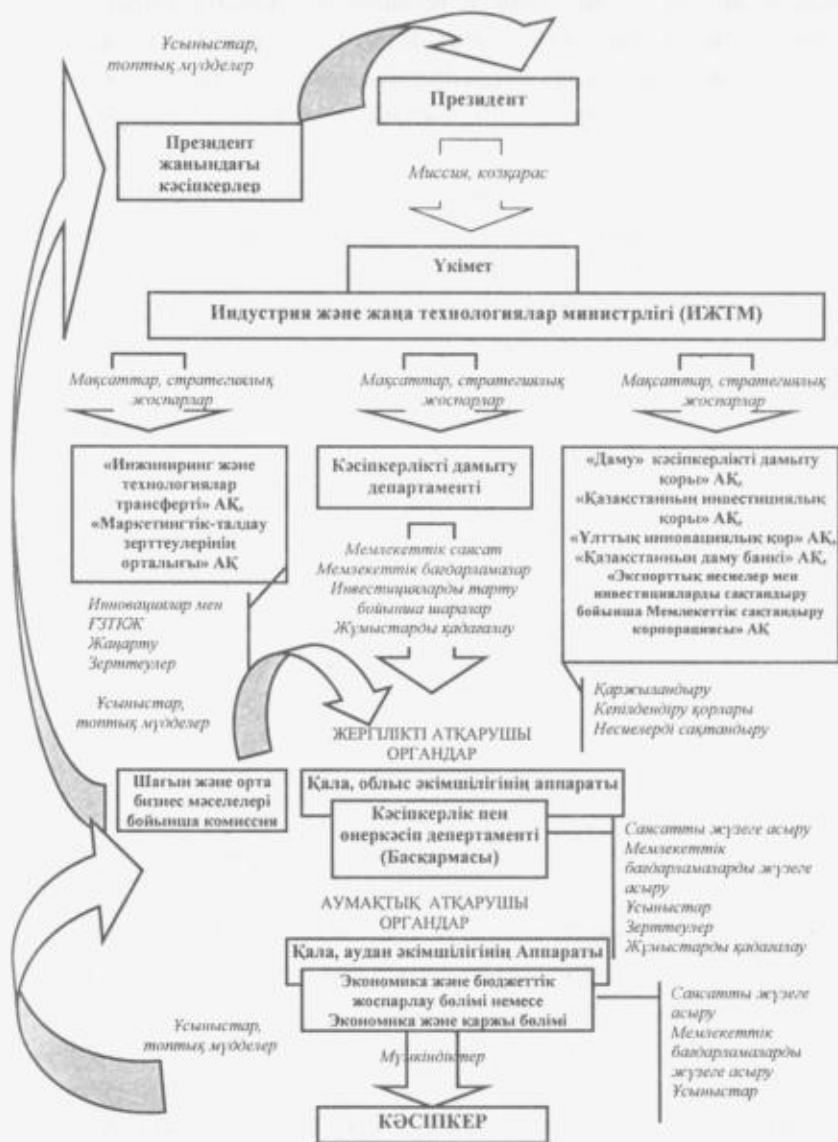 Ұсыныстар,
топтық мүдделер
Президент
Президент
жанындағы
кәсіпкерлер
Миссия, козқарас
Үкімет
Индустрия және жаңа технологиялар министрлігі (ИЖТМ)
Мақсаттар, стратегиялық
жоспарлар
Мақсаттар, стратегиялық
жоспарлар
Мақсаттар, стратегиялық
жоспарлар
«Инжиниринг және
технологиялар
трансферті» АҚ,
«Маркетингтік-талдау
зерттеулерінің
орталығы» АҚ
Кәсіпкерлікті дамыту
департаменті
«Даму» кәсіпкерлікті дамыту
қоры» АҚ,
«Қазақстанның инвестициялық
қоры» АҚ,
«Ұлттық инновациялық қор» АҚ,
«Қазақстанның даму банкі» АҚ,
«Экспорттық несиелер мен
инвестицияларды сақтандыру
бойынша Мемлекеттік сақтандыру
корпорациясы» АҚ
Мемлекеттік саясат
Мемлекеттік бағдарламалар
Инвестицияларды тарту
бойынша шаралар
Жұмыстарды қадағалау
Инновациялар мен
ҒЗТКЖ
Жаңарту
Зерттеулер
Қаржыландыру
Кепілдендіру қорлары
Несиелерді сақтандыру
Ұсыныстар,
топтық мүдделер
ЖЕРГІЛІКТІ АТҚАРУШЫ
ОРГАНДАР
Шағын және орта
бизнес мәселелері
бойынша комиссия
Қала, облыс әкімшілігінің аппараты
Кәсіпкерлік пен
өнеркәсіп депертаменті
(Басқармасы)
Саясатты жүзеге асыру
Мемлекеттік
бағдарламаларды жүзеге
асыру
Ұсыныстар
Зерттеулер
Жұмыстарды қадағалау
АУМАҚТЫҚ АТҚАРУШЫ
ОРГАНДАР
Қала, аудан әкімшілігінің Аппараты
Экономика және бюджеттік
жоспарлау бөлімі немесе
Экономика және қаржы бөлімі
Саясатты жүзеге
асыру
Мемлекеттік
бағдарламаларды
жүзеге асыру
Ұсыныстар
Ұсыныстар,
топтық мүдделер
Мүмкіндіктер
КӘСІПКЕР